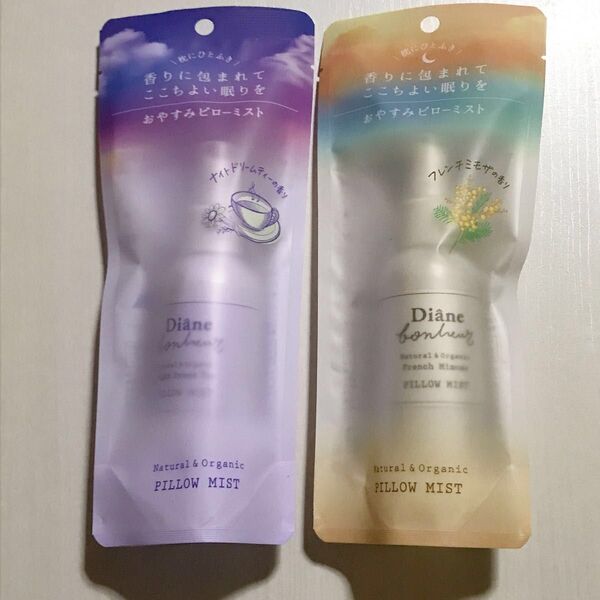 枕にひとふき
香りに包まれて
ここちよい眠りを
おやすみピローミスト
ナイトドリームティーの香り
Diâne
bonheur
PILLOW MIST
Natural & Organic
PILLOW MIST
枕にひとふき
香りに包まれて
ここちよい眠りを
おやすみピローミスト
フレンチミモザの香り
Diâne
bonheur
Natural & Organic
French Mimosa
PILLOW MIST
Natural & Organic
PILLOW MIST